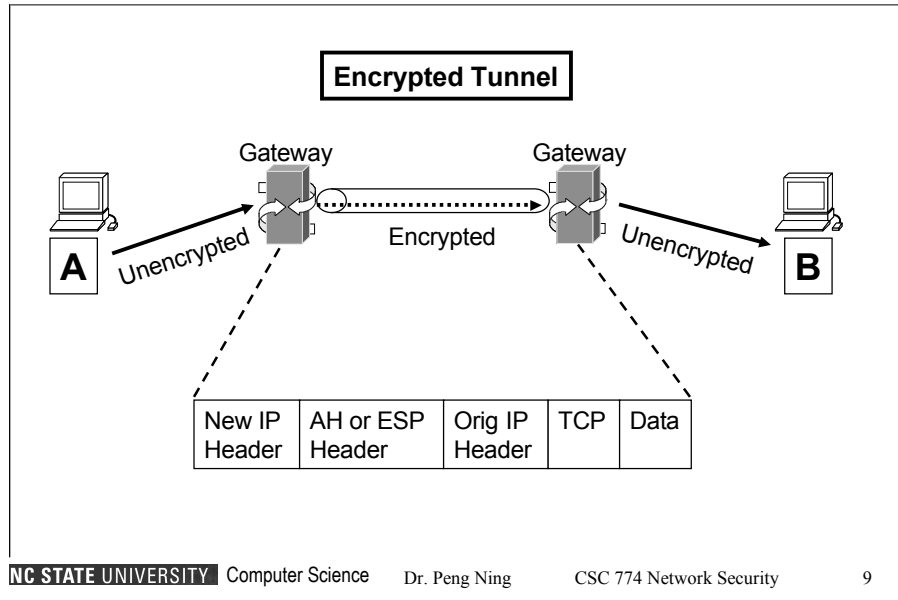 Encrypted Tunnel
Gateway
Gateway
A
Unencrypted
Encrypted
Unencrypted
B
New IP
Header
AH or ESP
Header
Orig IP
Header
TCP
Data
NC STATE UNIVERSITY Computer Science Dr. Peng Ning CSC 774 Network Security 9